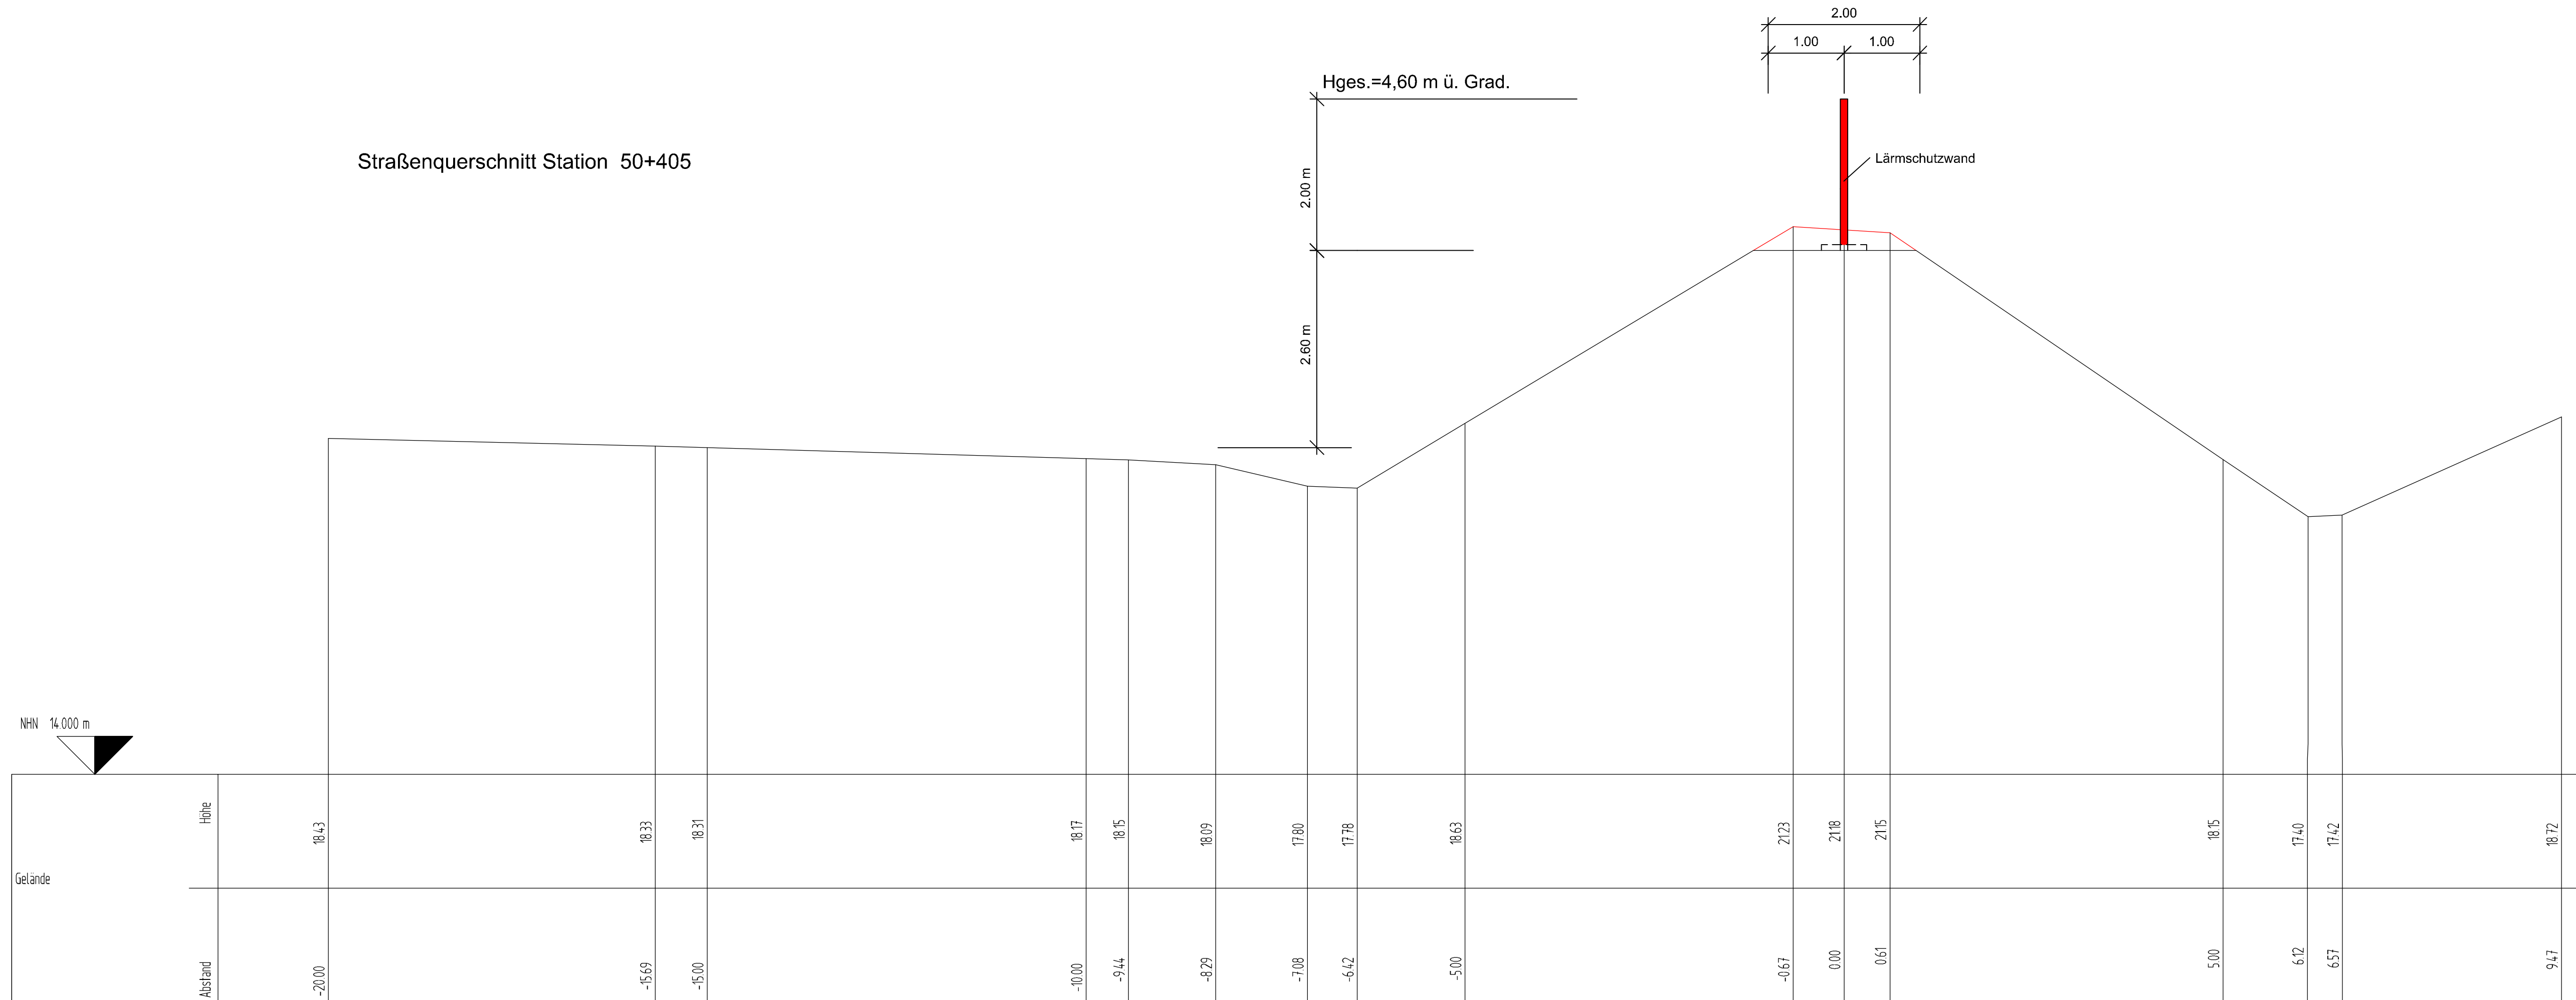 2.00
1.00 1.00
Hges.=4,60 m ü. Grad.
Straßenquerschnitt Station 50+405
Lärmschutzwand
2.00 m
2.60 m
NHN 14.000 m
Gelände
Höhe 18.43 18.33 18.31 18.17 18.15 18.09 17.80 17.78 18.63 21.23 21.18 21.15 18.15 17.40 17.42 18.72
Abstand -20.00 -15.69 -15.00 -10.00 -9.44 -8.29 -7.08 -6.42 -5.00 -0.67 0.00 0.61 5.00 6.12 6.57 9.47